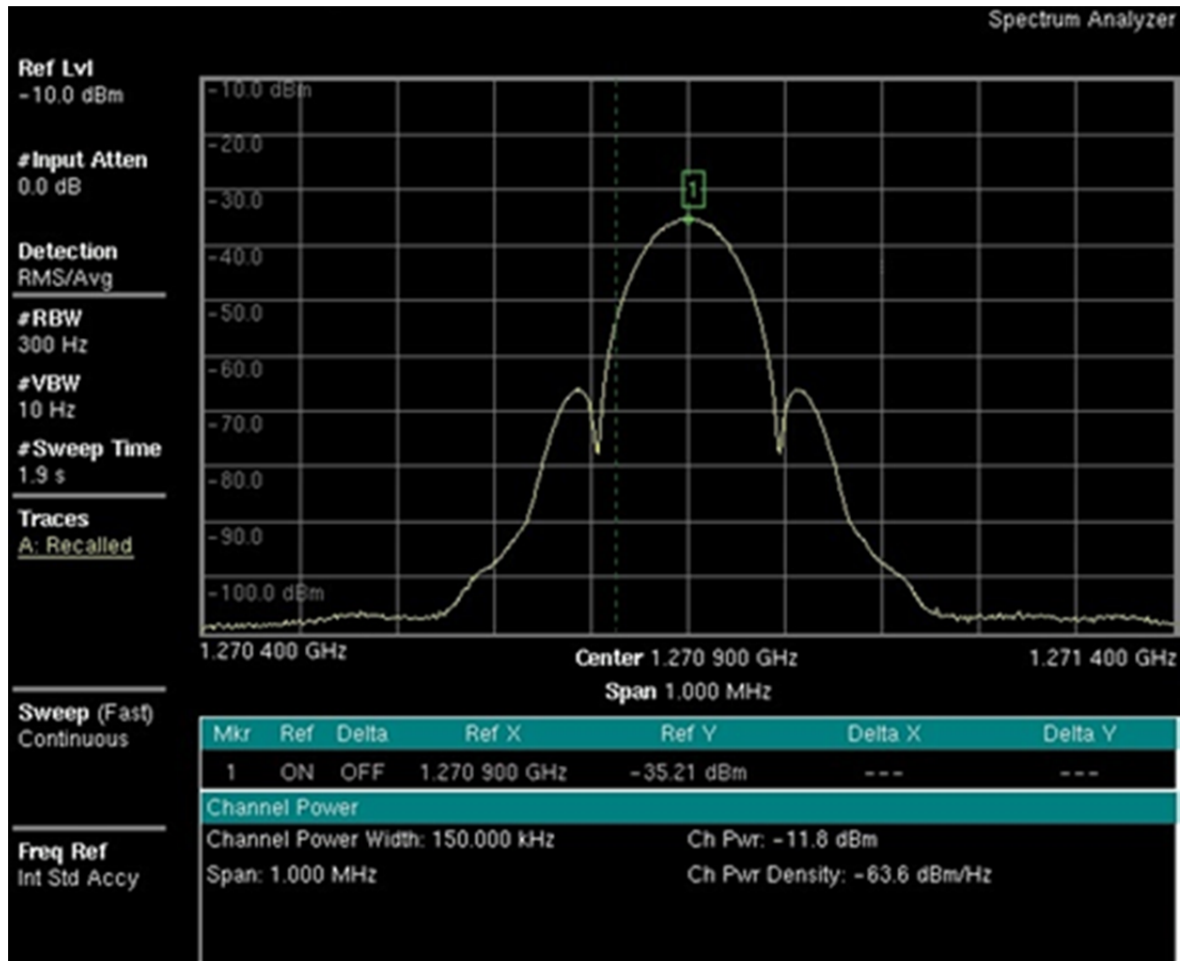 Spectrum Analyzer
Ref Lvl
-10.0 dBm
#Input Atten
0.0 dB
Detection
RMS/Avg
#RBW
300 Hz
#VBW
10 Hz
#Sweep Time
1.9 s
Traces
A: Recalled
Sweep (Fast)
Continuous
Freq Ref
Int Std Accy
-10.0 dBm
-20.0
-30.0
-40.0
-50.0
-60.0
-70.0
-80.0
-90.0
-100.0 dBm
1
1.270 400 GHz
Center 1.270 900 GHz
1.271 400 GHz
Span 1.000 MHz
Mkr Ref Delta Ref X Ref Y Delta X Delta Y
1 ON OFF 1.270 900 GHz -35.21 dBm --- ---
Channel Power
Channel Power Width: 150.000 kHz Ch Pwr: -11.8 dBm
Span: 1.000 MHz Ch Pwr Density: -63.6 dBm/Hz